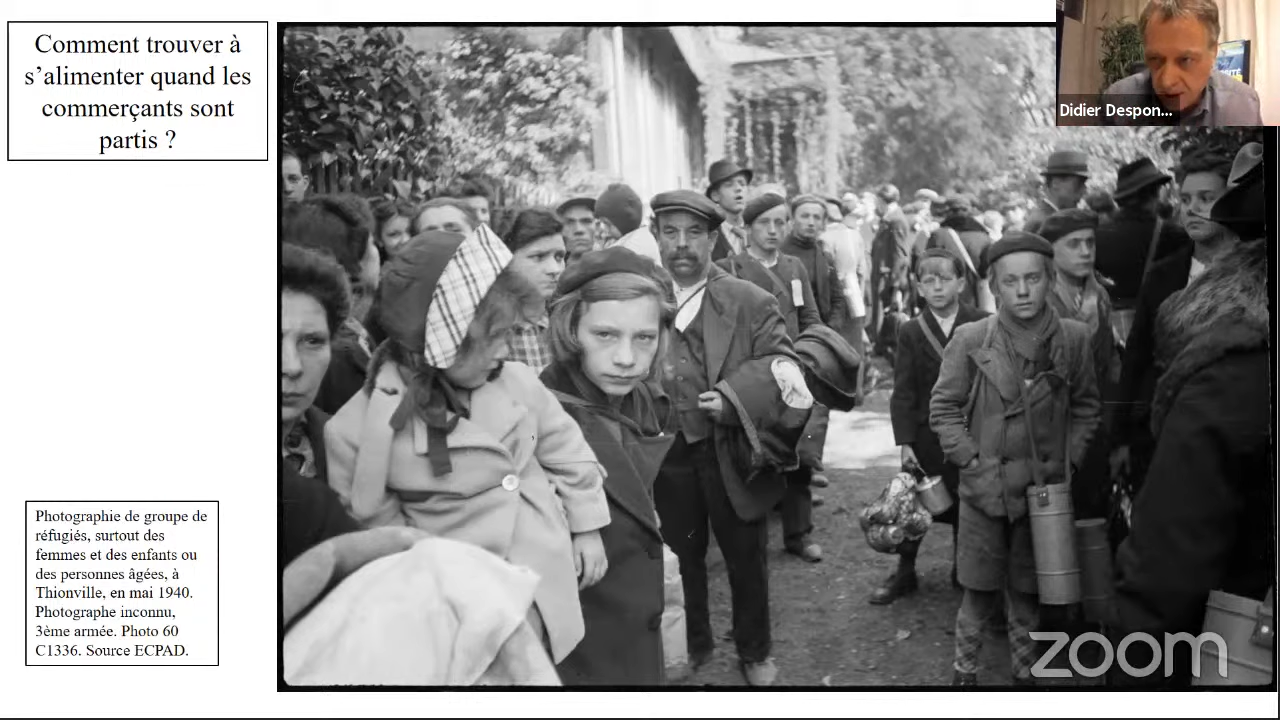 Comment trouver à
s’alimenter quand les
commerçants sont
partis ?
Didier Despon...
Photographie de groupe de
réfugiés, surtout des
femmes et des enfants ou
des personnes âgées, à
Thionville, en mai 1940.
Photographe inconnu,
3ème armée. Photo 60
C1336. Source ECPAD.
zoom